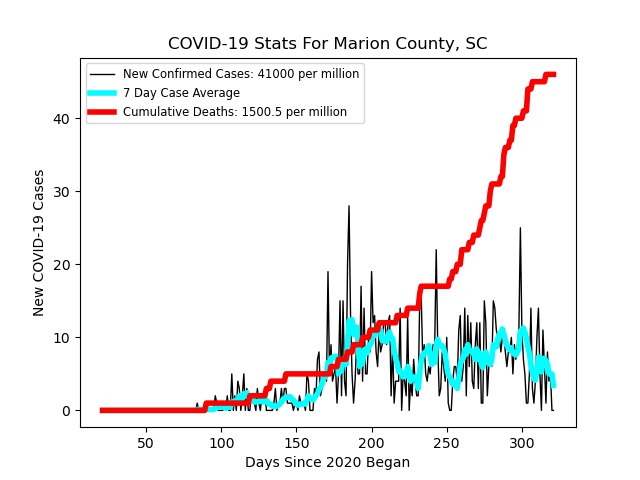 COVID-19 Stats For Marion County, SC
New Confirmed Cases: 41000 per million
7 Day Case Average
Cumulative Deaths: 1500.5 per million
New COVID-19 Cases
40
30
20
10
0
50 100 150 200 250 300
Days Since 2020 Began